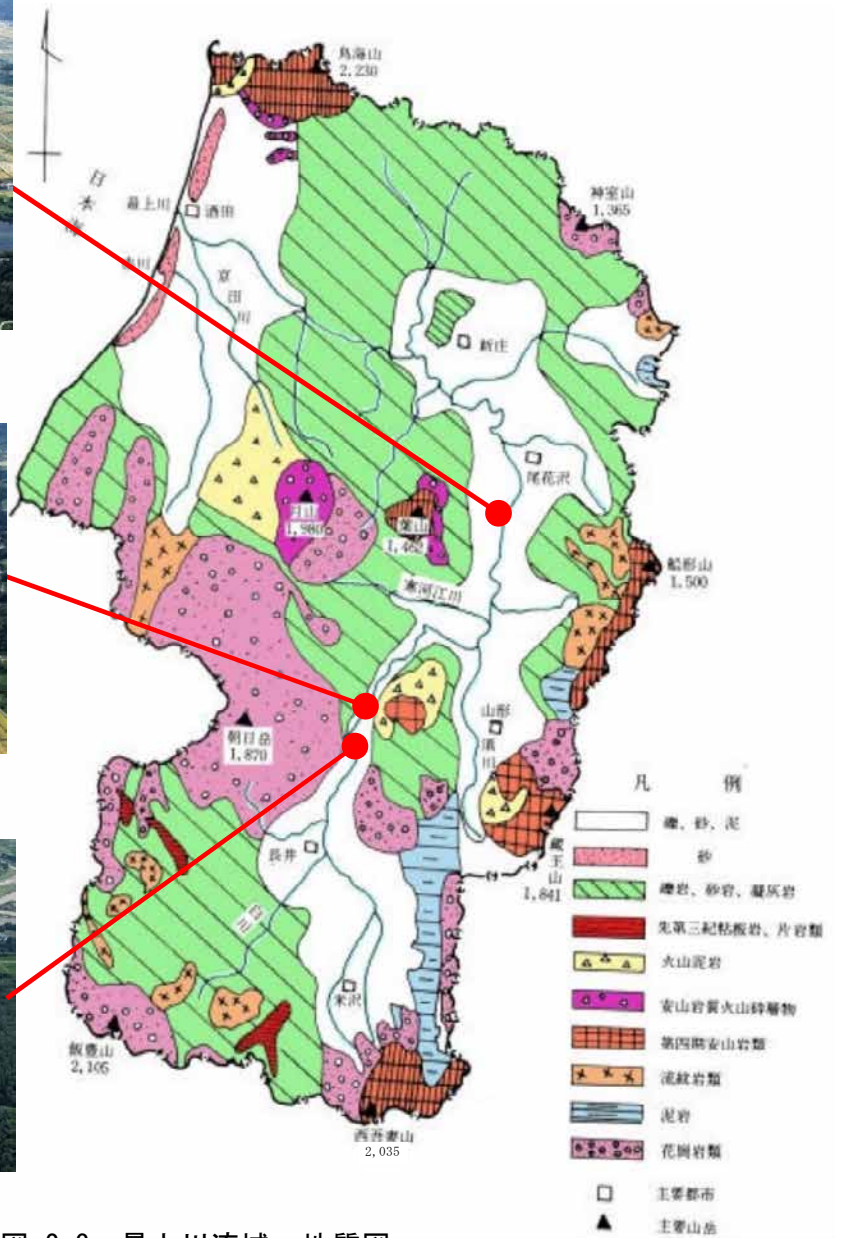 鳥海山
2,230
神室山
1,365
日本海
最上川
酒田
赤川
京田川
新庄
尾花沢
月山
1,980
葉山
1,462
船形山
1,500
寒河江川
山形
須川
朝日岳
1,870
蔵王山
1,841
長井
白川
米沢
飯豊山
2,105
西吾妻山
2,035
凡 例
礫、砂、泥
砂
礫岩、砂岩、凝灰岩
先第三紀粘板岩、片岩類
火山泥岩
安山岩質火山砕屑物
第四期安山岩類
流紋岩類
泥岩
花崗岩類
主要都市
主要山岳